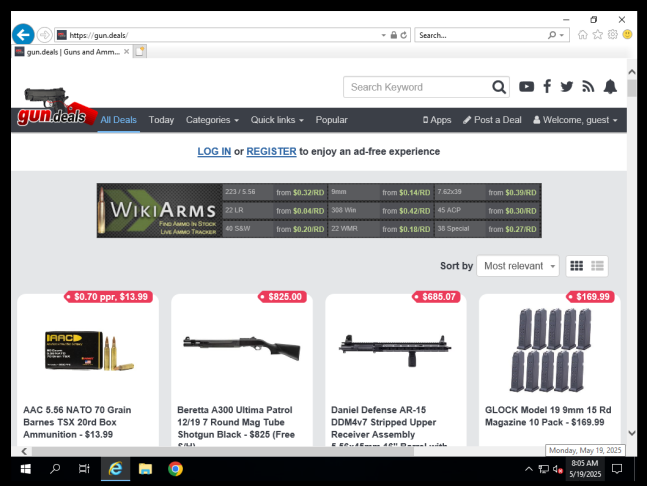 https://gun.deals/
Search...
gun.deals | Guns and Amm...
Search Keyword
gun.deals
All Deals Today Categories Quick links Popular Apps Post a Deal Welcome, guest
LOG IN or REGISTER to enjoy an ad-free experience
WIKIARMS
FIND AMMO IN STOCK
LIVE AMMO TRACKER
223 / 5.56 from $0.32/RD 9mm from $0.14/RD 7.62x39 from $0.39/RD
22 LR from $0.04/RD 308 Win from $0.42/RD 45 ACP from $0.30/RD
40 S&W from $0.20/RD 22 WMR from $0.18/RD 38 Special from $0.27/RD
Sort by Most relevant
$0.70 ppr, $13.99
AAC
AAC 5.56 NATO 70 Grain
Barnes TSX 20rd Box
Ammunition - $13.99
$825.00
Beretta A300 Ultima Patrol
12/19 7 Round Mag Tube
Shotgun Black - $825 (Free
S/H)
$685.07
Daniel Defense AR-15
DDM4v7 Stripped Upper
Receiver Assembly
5.56x45mm 16" Barrel with
$169.99
GLOCK Model 19 9mm 15 Rd
Magazine 10 Pack - $169.99
Monday, May 19, 2025
8:05 AM
5/19/2025